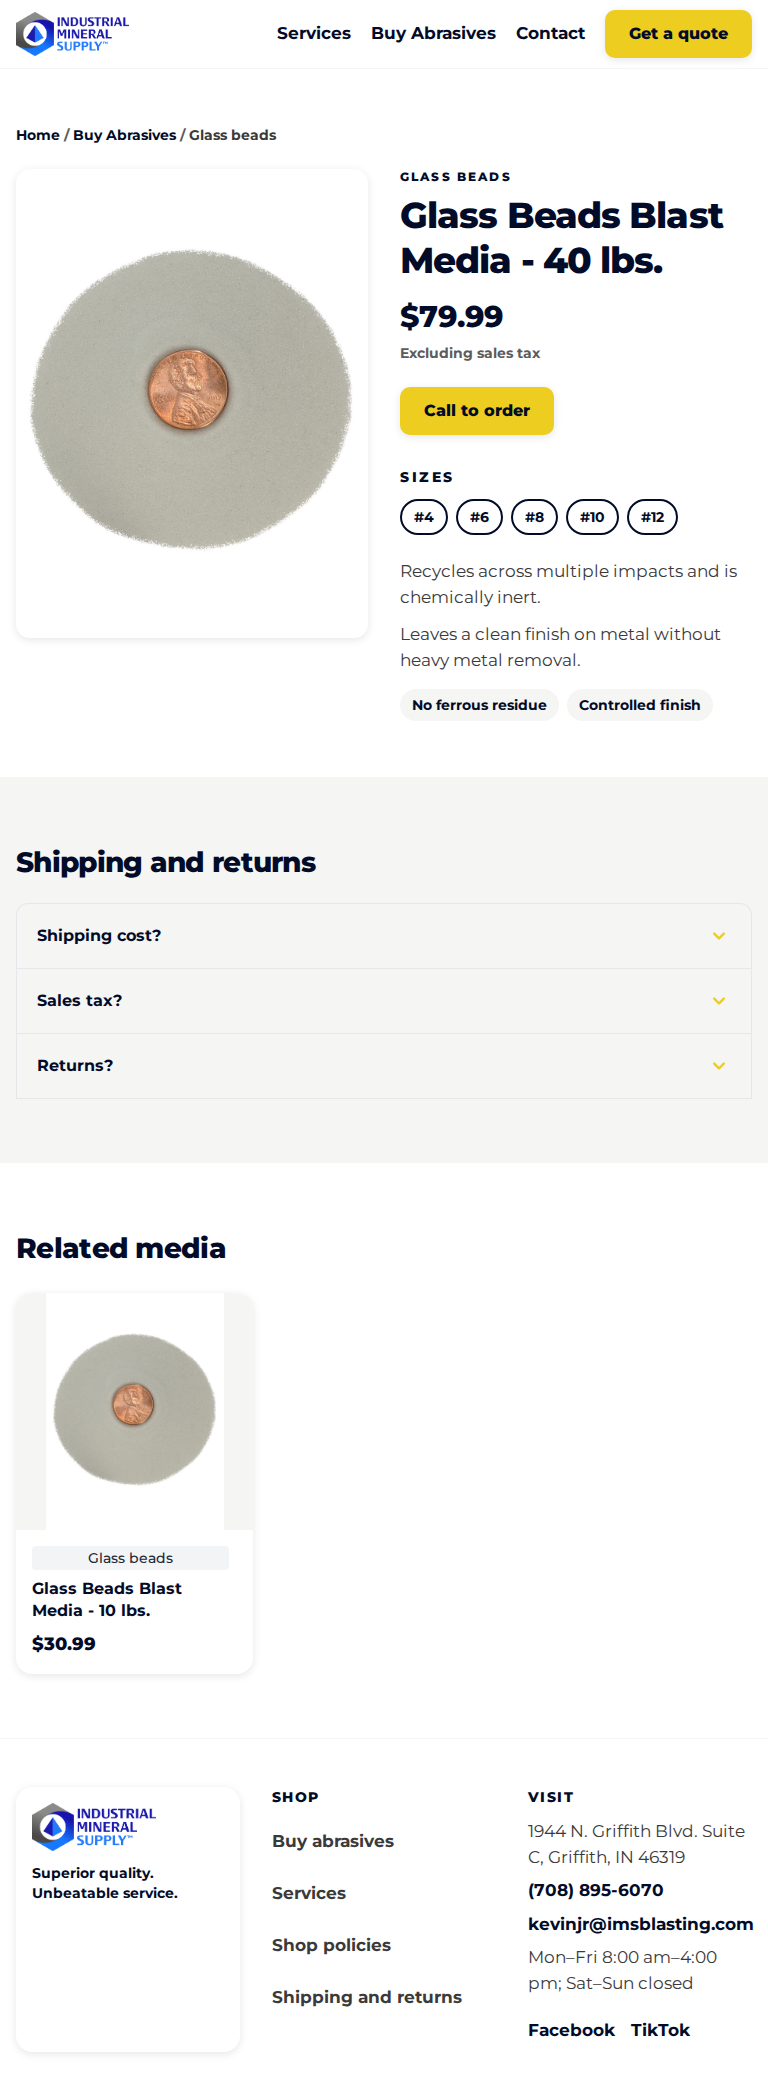 INDUSTRIAL
MINERAL
SUPPLY™
Services
Buy Abrasives
Contact
Get a quote
Home / Buy Abrasives / Glass beads
GLASS BEADS
Glass Beads Blast
Media - 40 lbs.
$79.99
Excluding sales tax
Call to order
SIZES
#4
#6
#8
#10
#12
Recycles across multiple impacts and is
chemically inert.
Leaves a clean finish on metal without
heavy metal removal.
No ferrous residue
Controlled finish
Shipping and returns
Shipping cost?
Sales tax?
Returns?
Related media
Glass beads
Glass Beads Blast
Media - 10 lbs.
$30.99
INDUSTRIAL
MINERAL
SUPPLY™
Superior quality.
Unbeatable service.
SHOP
Buy abrasives
Services
Shop policies
Shipping and returns
VISIT
1944 N. Griffith Blvd. Suite
C, Griffith, IN 46319
(708) 895-6070
kevinjr@imsblasting.com
Mon–Fri 8:00 am–4:00
pm; Sat–Sun closed
Facebook
TikTok